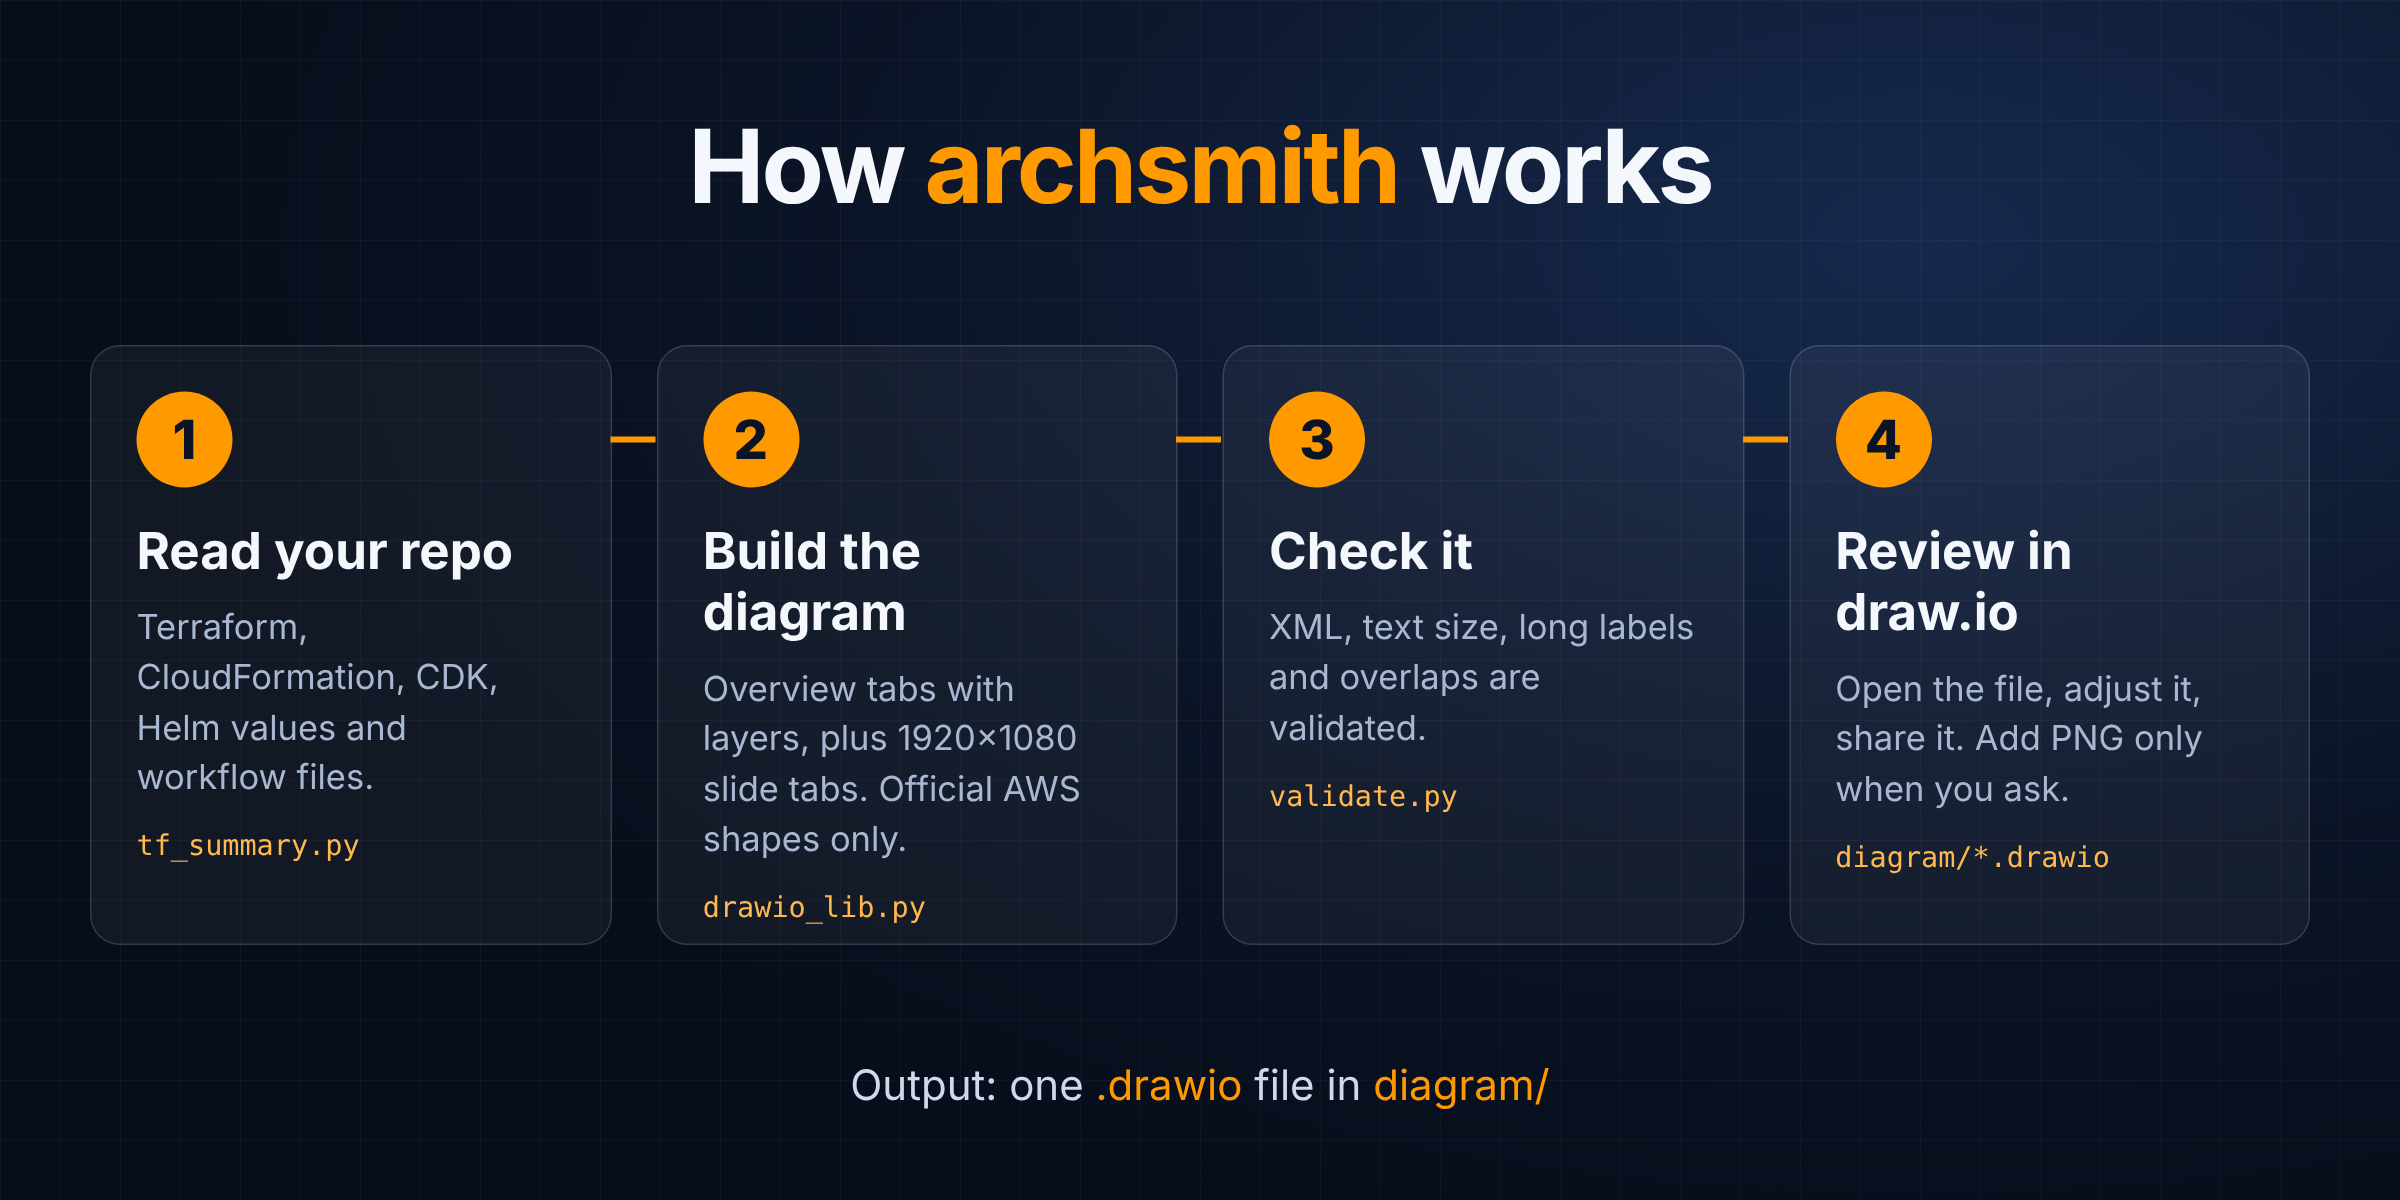 How archsmith works
1
Read your repo
Terraform,
CloudFormation, CDK,
Helm values and
workflow files.
tf_summary.py
2
Build the
diagram
Overview tabs with
layers, plus 1920×1080
slide tabs. Official AWS
shapes only.
drawio_lib.py
3
Check it
XML, text size, long labels
and overlaps are
validated.
validate.py
4
Review in
draw.io
Open the file, adjust it,
share it. Add PNG only
when you ask.
diagram/*.drawio
Output: one .drawio file in diagram/